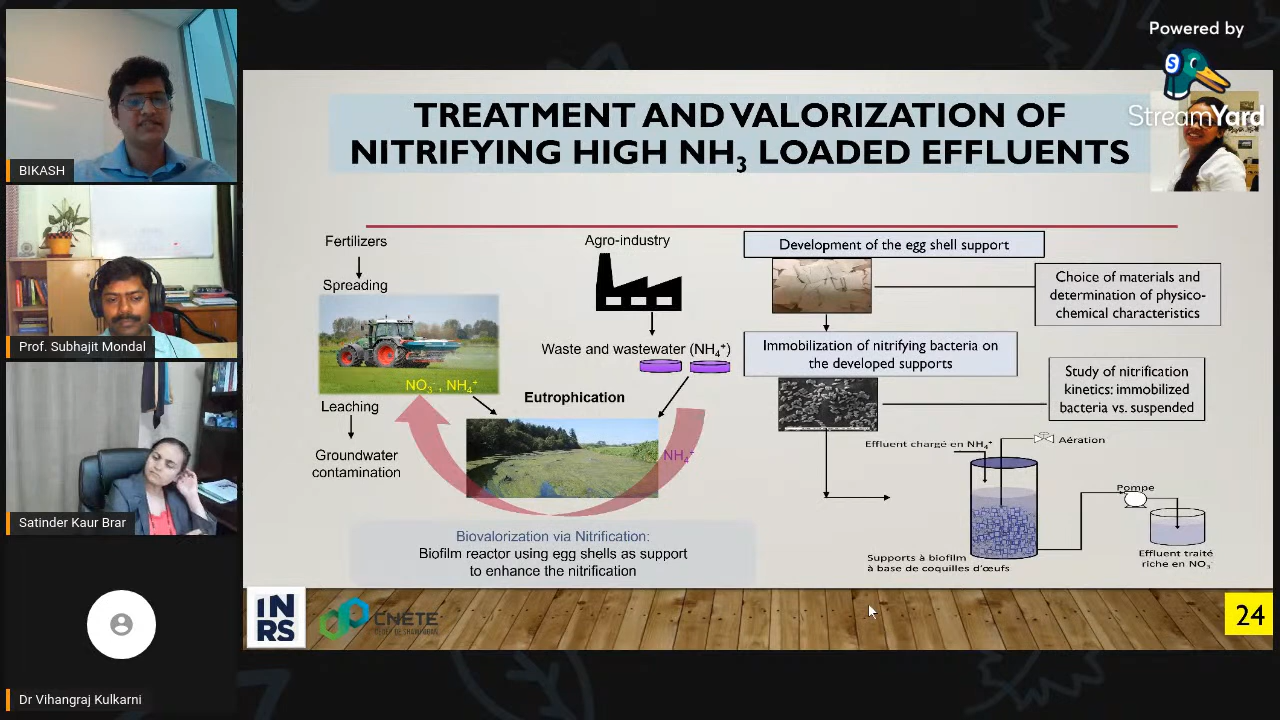 Powered by
StreamYard
BIKASH
Prof. Subhajit Mondal
Satinder Kaur Brar
Dr Vihangraj Kulkarni
TREATMENT AND VALORIZATION OF
NITRIFYING HIGH NH₃ LOADED EFFLUENTS
Fertilizers
Spreading
NO₃⁻, NH₄⁺
Leaching
Groundwater
contamination
Agro-industry
Waste and wastewater (NH₄⁺)
Eutrophication
NH₄⁺
Biovalorization via Nitrification:
Biofilm reactor using egg shells as support
to enhance the nitrification
Development of the egg shell support
Choice of materials and
determination of physico-
chemical characteristics
Immobilization of nitrifying bacteria on
the developed supports
Study of nitrification
kinetics: immobilized
bacteria vs. suspended
Effluent chargé en NH₄⁺
Aération
Pompe
Supports à biofilm
à base de coquilles d'œufs
Effluent traité
riche en NO₃⁻
INRS
CNETE
24